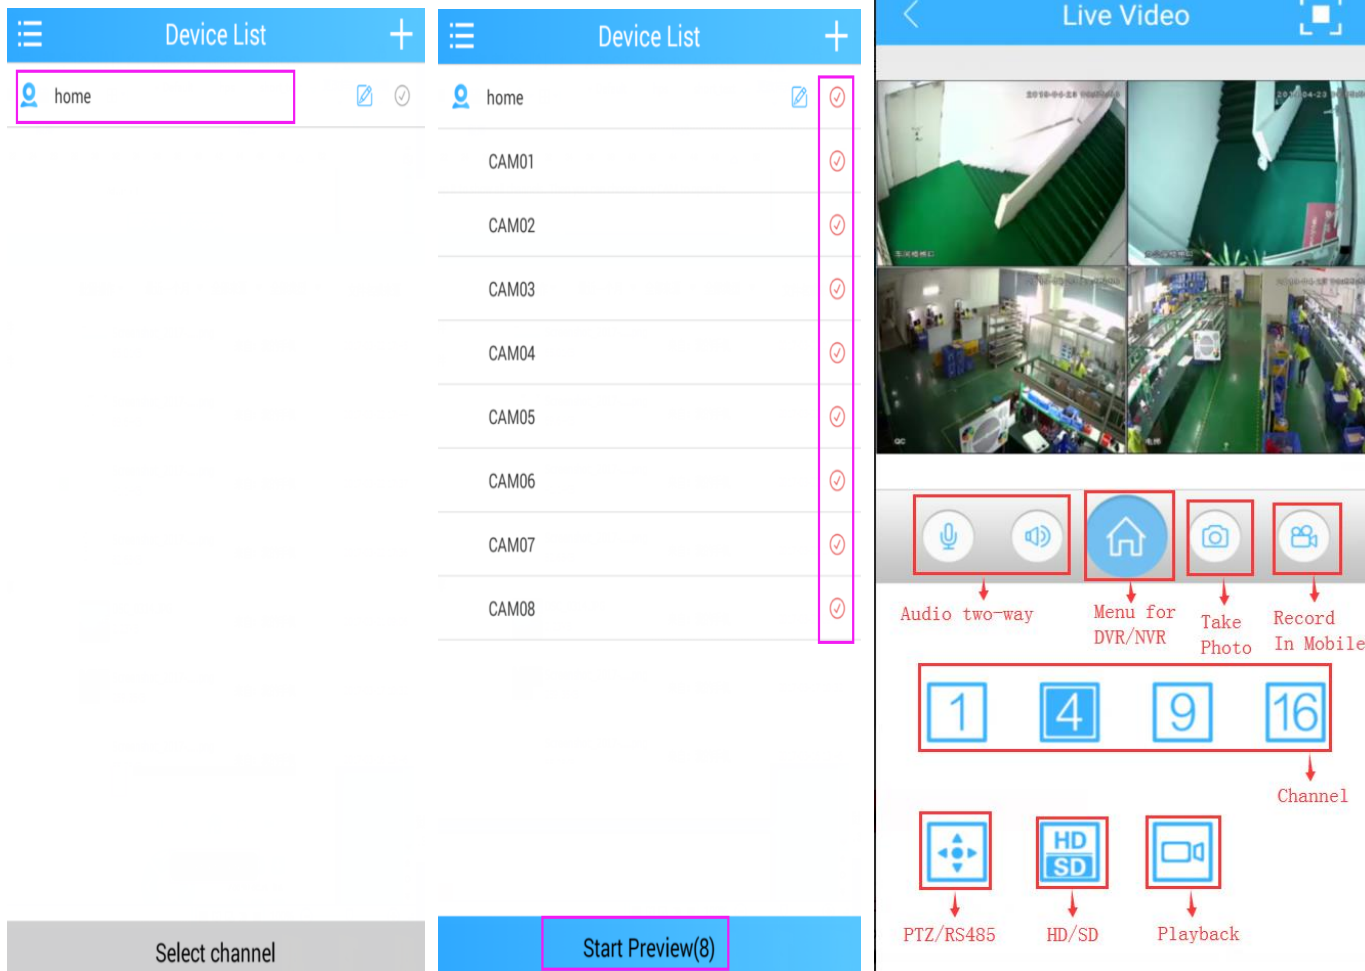 Device List
home
Select channel
Device List
home
CAM01
CAM02
CAM03
CAM04
CAM05
CAM06
CAM07
CAM08
Start Preview(8)
Live Video
QC
Audio two-way
Menu for
DVR/NVR
Take
Photo
Record
In Mobile
1
4
9
16
Channel
HD
SD
PTZ/RS485
HD/SD
Playback